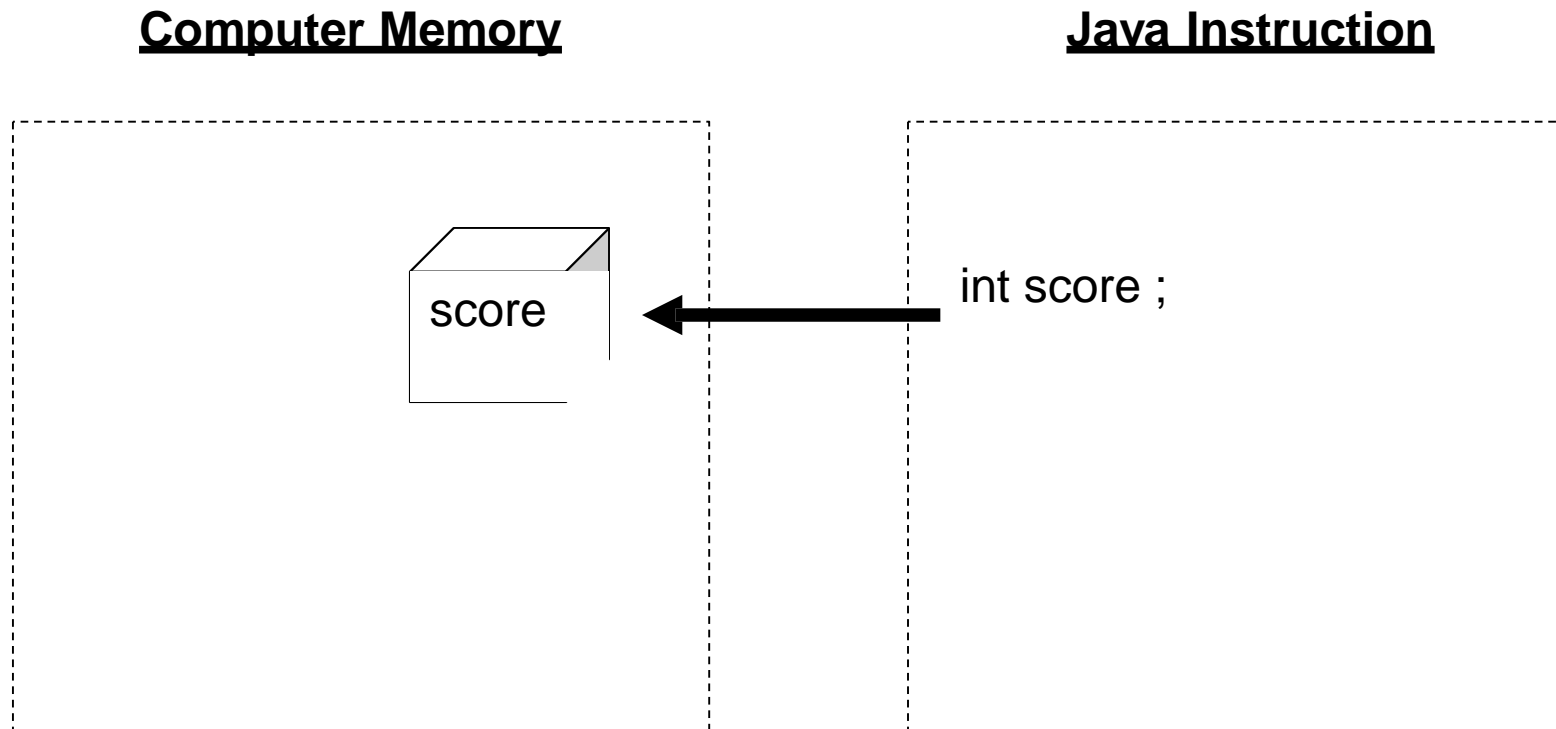 Computer Memory
Java Instruction
score
int score ;